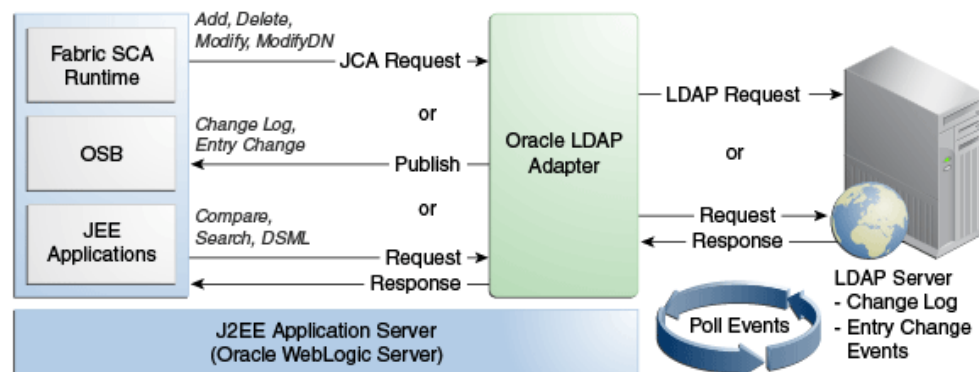 Fabric SCA
Runtime
OSB
JEE
Applications
Add, Delete,
Modify, ModifyDN
JCA Request
or
Change Log,
Entry Change
Publish
or
Compare,
Search, DSML
Request
Response
Oracle LDAP
Adapter
LDAP Request
or
Request
Response
LDAP Server
- Change Log
- Entry Change
Events
Poll Events
J2EE Application Server
(Oracle WebLogic Server)